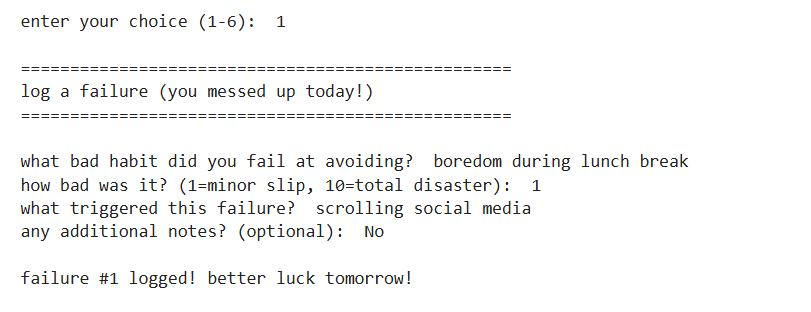 enter your choice (1-6):  1
==================================================
log a failure (you messed up today!)
==================================================
what bad habit did you fail at avoiding?  boredom during lunch break
how bad was it? (1=minor slip, 10=total disaster):  1
what triggered this failure?  scrolling social media
any additional notes? (optional):  No
failure #1 logged! better luck tomorrow!